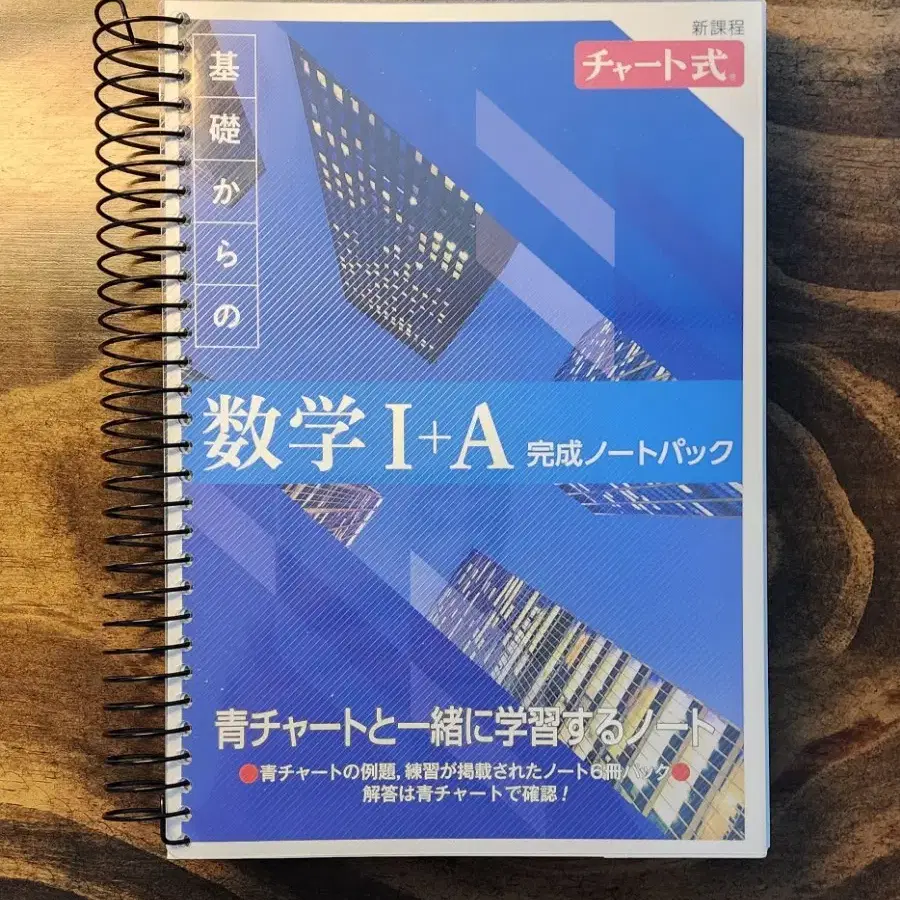 新課程
チャート式®
基礎からの
数学Ⅰ+A 完成ノートパック
青チャートと一緒に学習するノート
●青チャートの例題,練習が掲載されたノート6冊パック●
解答は青チャートで確認!